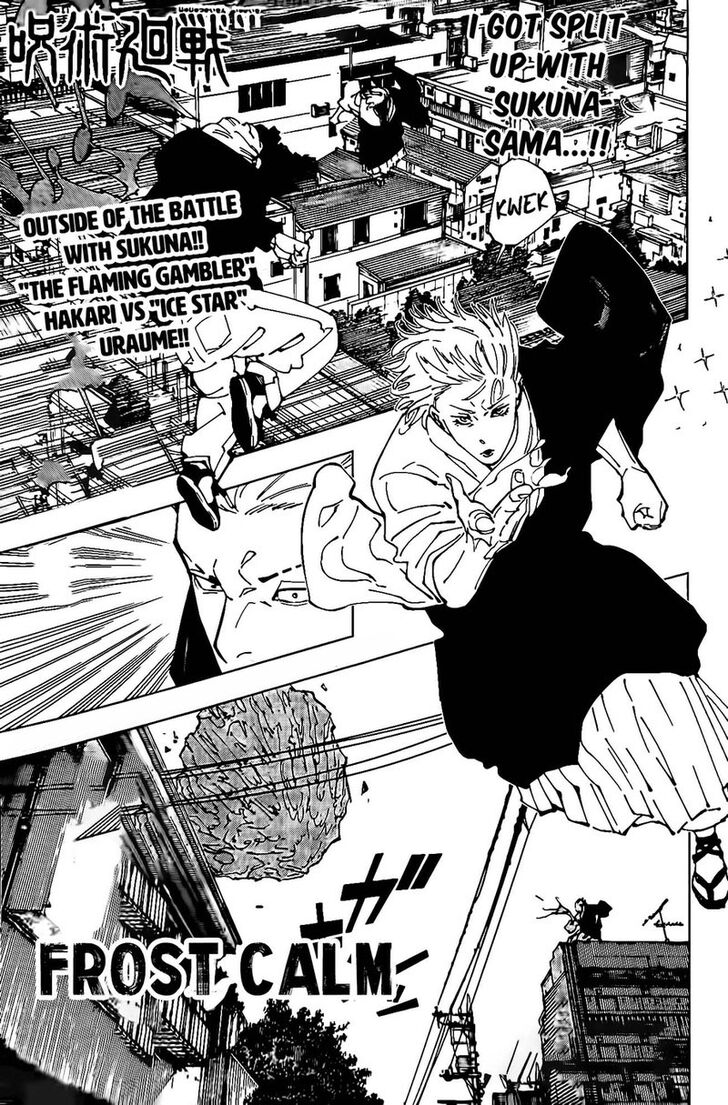 呪術廻戦
I GOT SPLIT
UP WITH
SUKUNA-
SAMA...!!
KWEK
OUTSIDE OF THE BATTLE
WITH SUKUNA!!
"THE FLAMING GAMBLER"
HAKARI VS "ICE STAR"
URAUME!!
FROST CALM